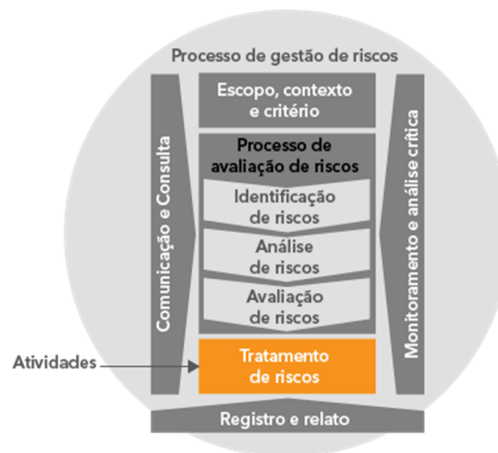 Processo de gestão de riscos
Escopo, contexto
e critério
Processo de
avaliação de riscos
Identificação
de riscos
Análise
de riscos
Avaliação
de riscos
Tratamento
de riscos
Comunicação e Consulta
Monitoramento e análise crítica
Atividades
Registro e relato